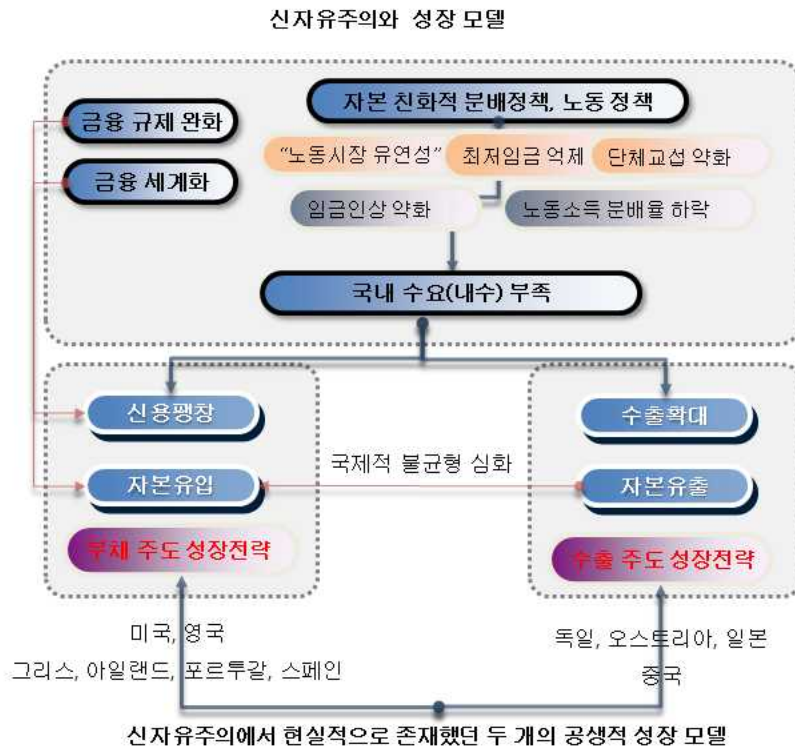 신자유주의와 성장 모델
자본 친화적 분배정책, 노동 정책
금융 규제 완화
"노동시장 유연성"
최저임금 억제
단체교섭 약화
금융 세계화
임금인상 약화
노동소득 분배율 하락
국내 수요(내수) 부족
신용팽창
수출확대
국제적 불균형 심화
자본유입
자본유출
부채 주도 성장전략
수출 주도 성장전략
미국, 영국
그리스, 아일랜드, 포르투갈, 스페인
독일, 오스트리아, 일본
중국
신자유주의에서 현실적으로 존재했던 두 개의 공생적 성장 모델